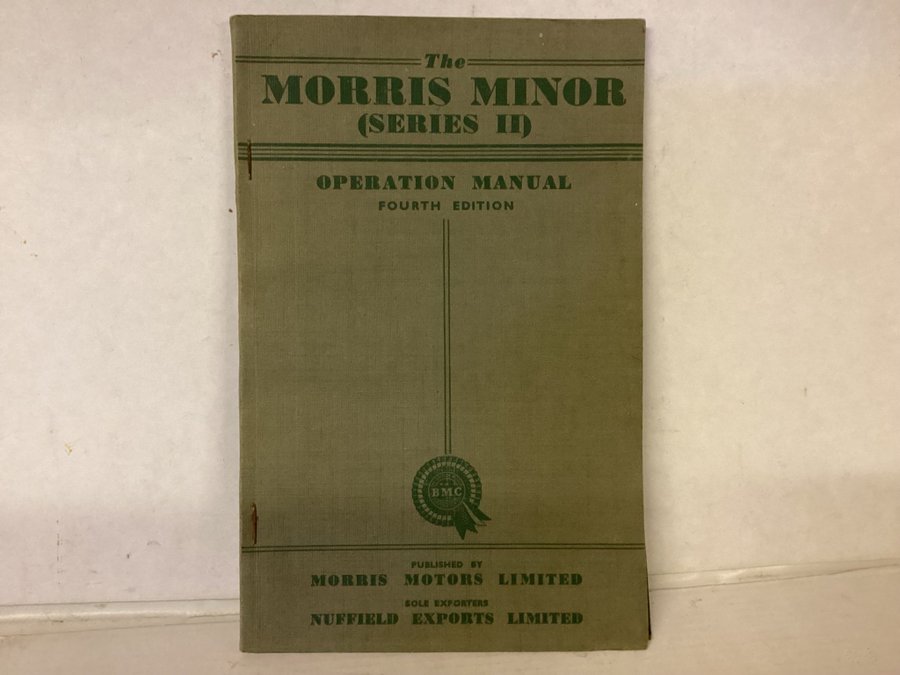 The
MORRIS MINOR
(SERIES II)
OPERATION MANUAL
FOURTH EDITION
BMC
PUBLISHED BY
MORRIS MOTORS LIMITED
SOLE EXPORTERS
NUFFIELD EXPORTS LIMITED